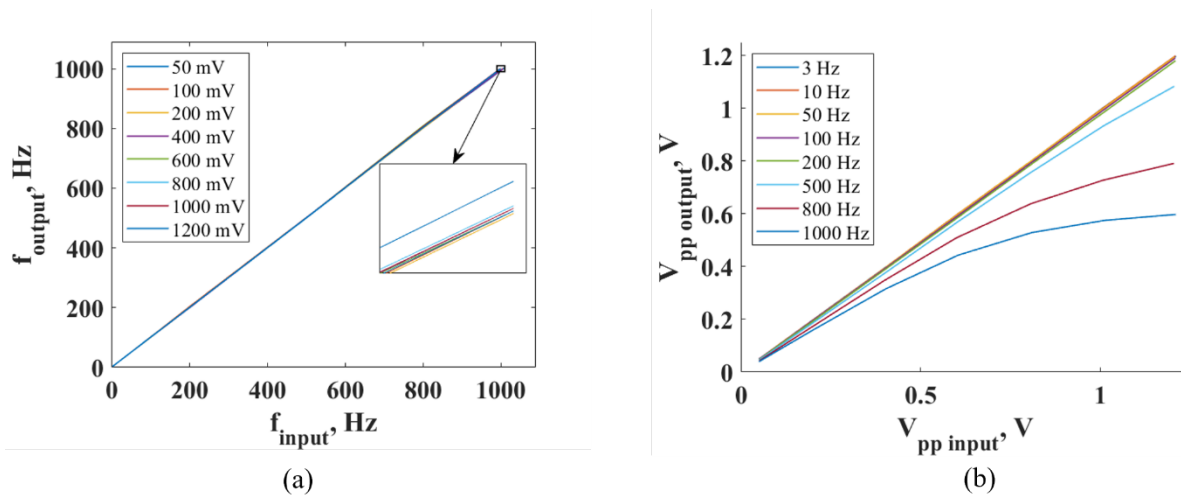 1000
800
600
400
200
0
f_output, Hz
50 mV
100 mV
200 mV
400 mV
600 mV
800 mV
1000 mV
1200 mV
0 200 400 600 800 1000
f_input, Hz
(a)
1.2
1
0.8
0.6
0.4
0.2
0
V_pp output, V
3 Hz
10 Hz
50 Hz
100 Hz
200 Hz
500 Hz
800 Hz
1000 Hz
0 0.5 1
V_pp input, V
(b)